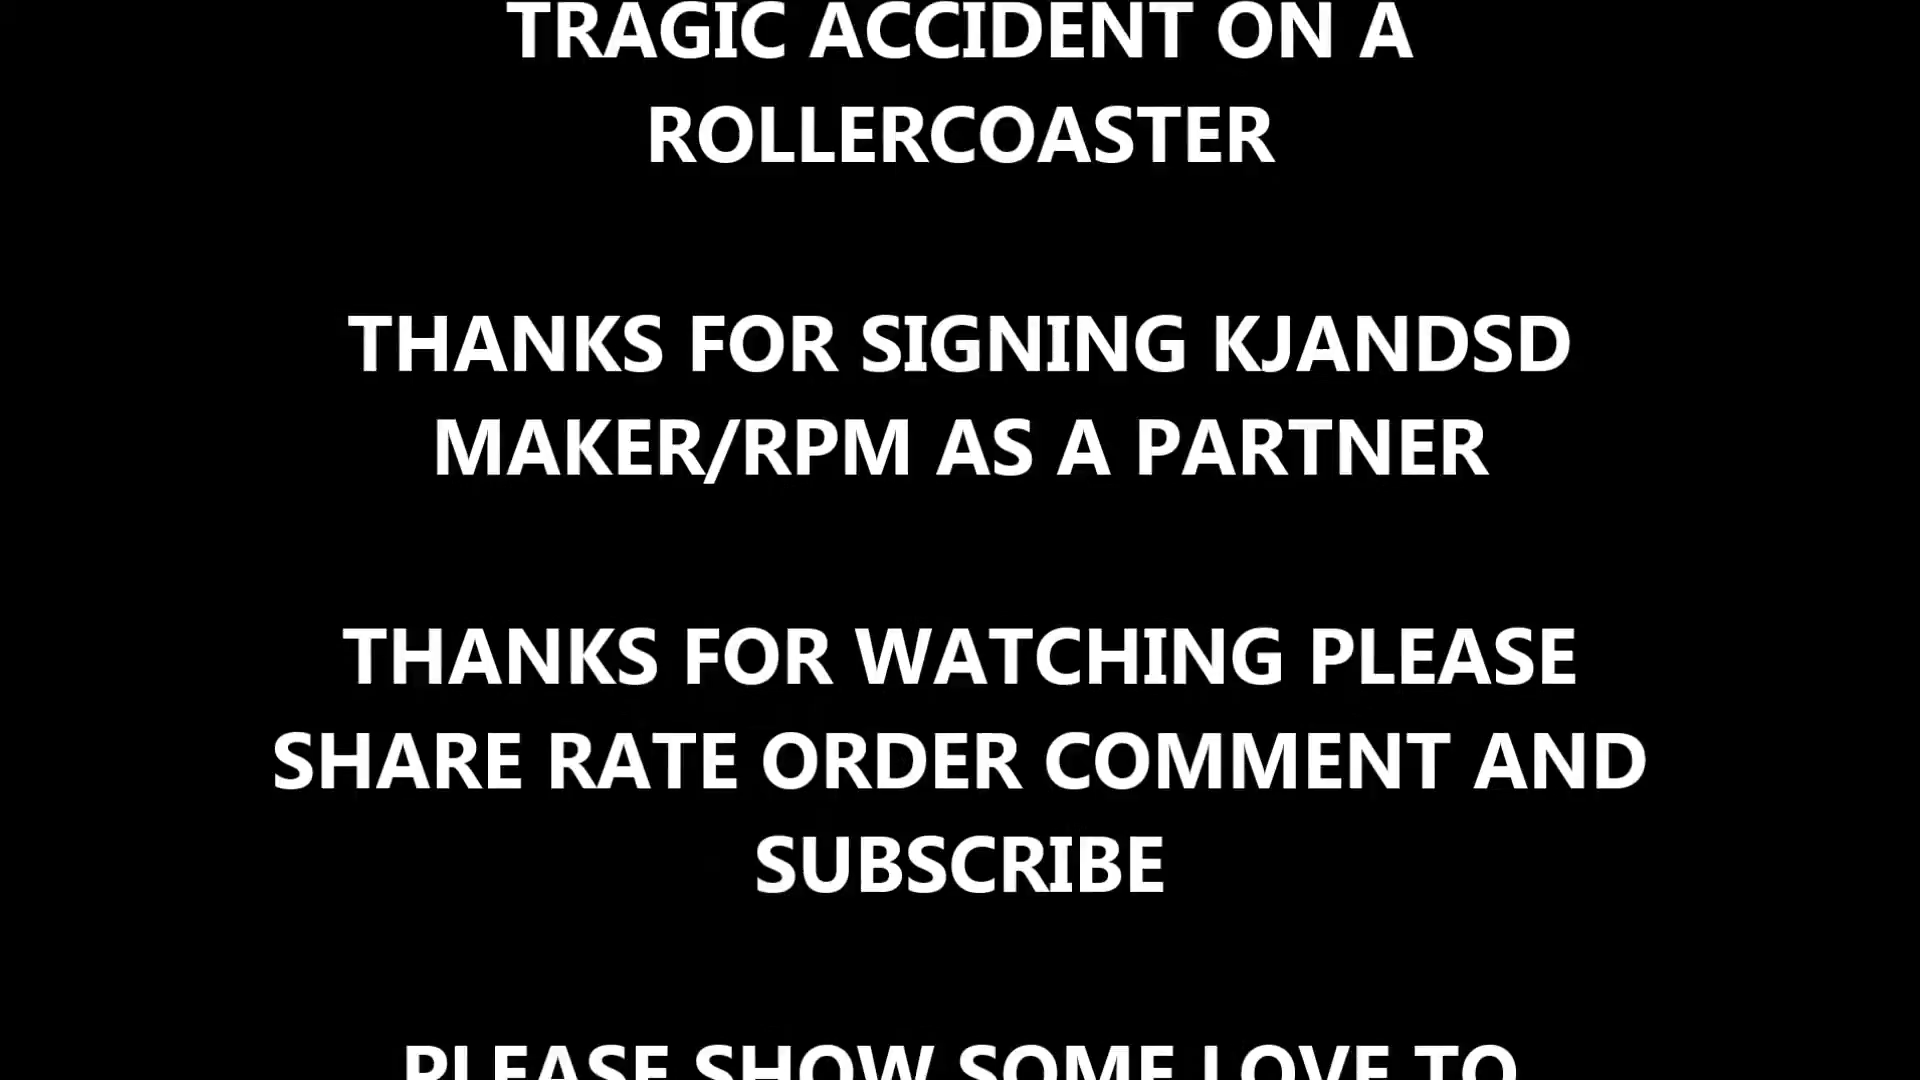 TRAGIC ACCIDENT ON A
ROLLERCOASTER
THANKS FOR SIGNING KJANDSD
MAKER/RPM AS A PARTNER
THANKS FOR WATCHING PLEASE
SHARE RATE ORDER COMMENT AND
SUBSCRIBE
PLEASE SHOW SOME LOVE TO